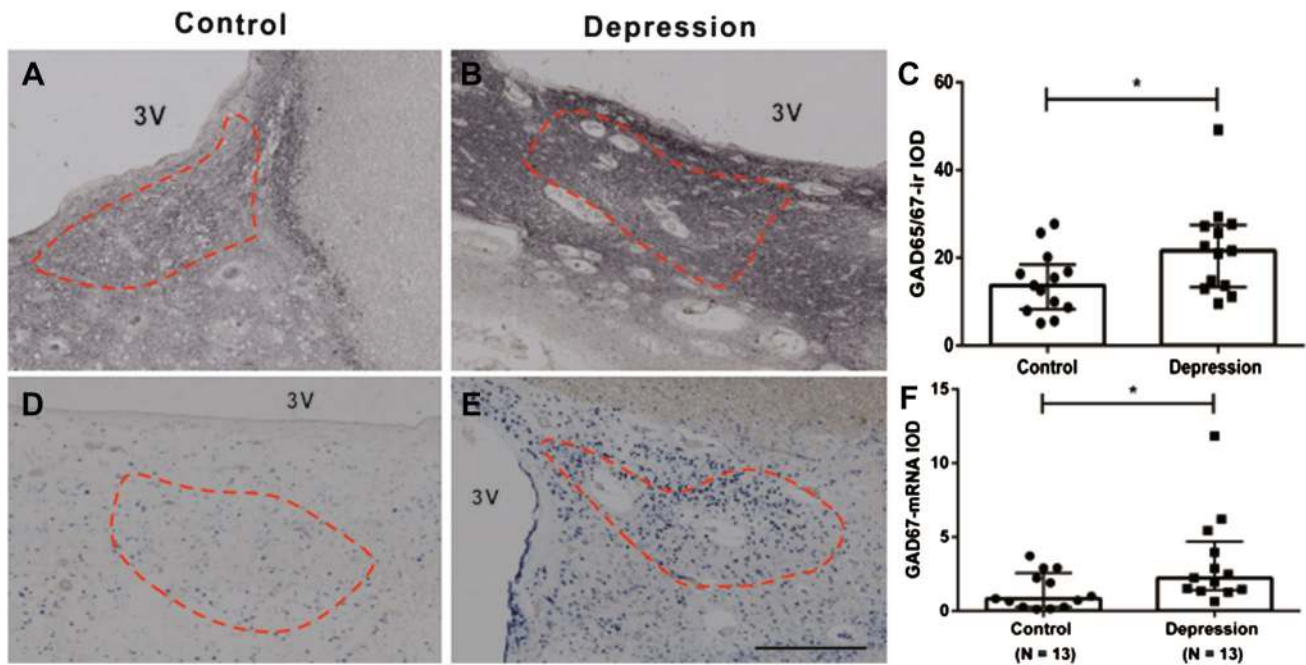 Control
Depression
A
3V
B
3V
C
GAD65/67-ir IOD
60
40
20
0
*
Control
Depression
D
3V
E
3V
F
GAD67-mRNA IOD
15
10
5
0
*
Control
Depression
(N = 13)
(N = 13)